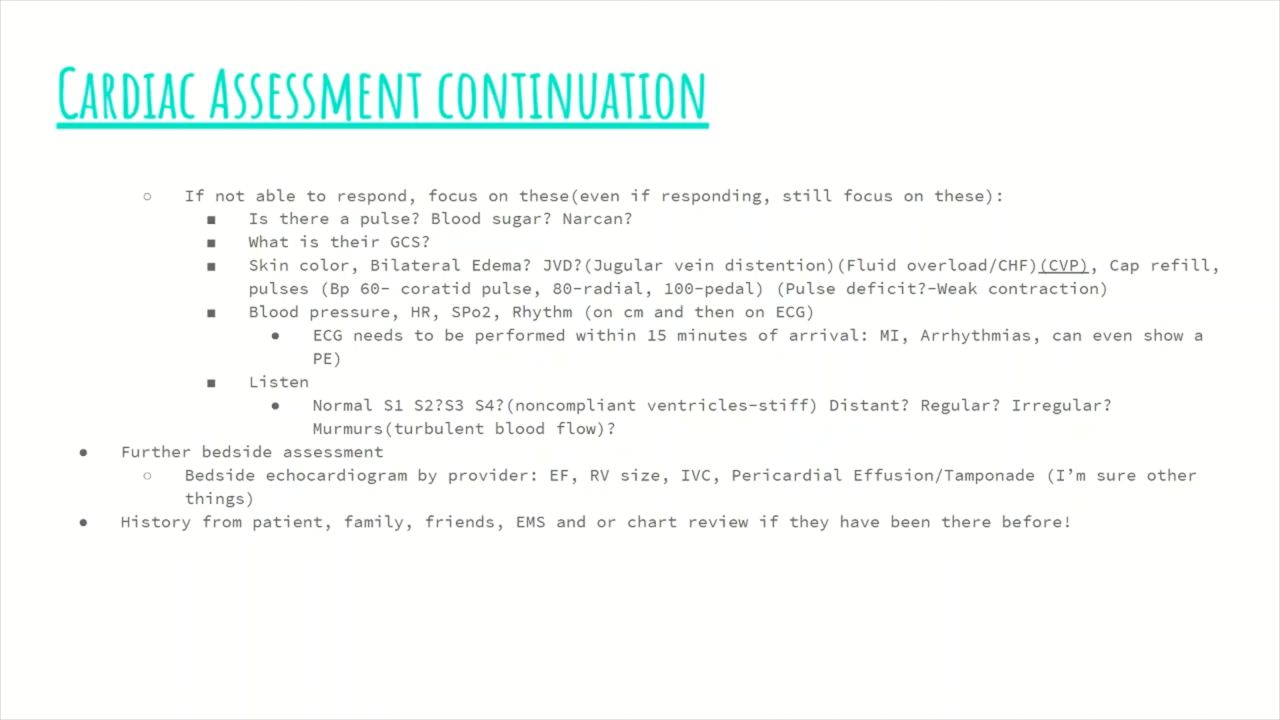 Cardiac Assessment continuation
○ If not able to respond, focus on these(even if responding, still focus on these):
■ Is there a pulse? Blood sugar? Narcan?
■ What is their GCS?
■ Skin color, Bilateral Edema? JVD?(Jugular vein distention)(Fluid overload/CHF)(CVP), Cap refill,
pulses (Bp 60- coratid pulse, 80-radial, 100-pedal) (Pulse deficit?-Weak contraction)
■ Blood pressure, HR, SPo2, Rhythm (on cm and then on ECG)
● ECG needs to be performed within 15 minutes of arrival: MI, Arrhythmias, can even show a
PE)
■ Listen
● Normal S1 S2?S3 S4?(noncompliant ventricles-stiff) Distant? Regular? Irregular?
Murmurs(turbulent blood flow)?
● Further bedside assessment
○ Bedside echocardiogram by provider: EF, RV size, IVC, Pericardial Effusion/Tamponade (I’m sure other
things)
● History from patient, family, friends, EMS and or chart review if they have been there before!